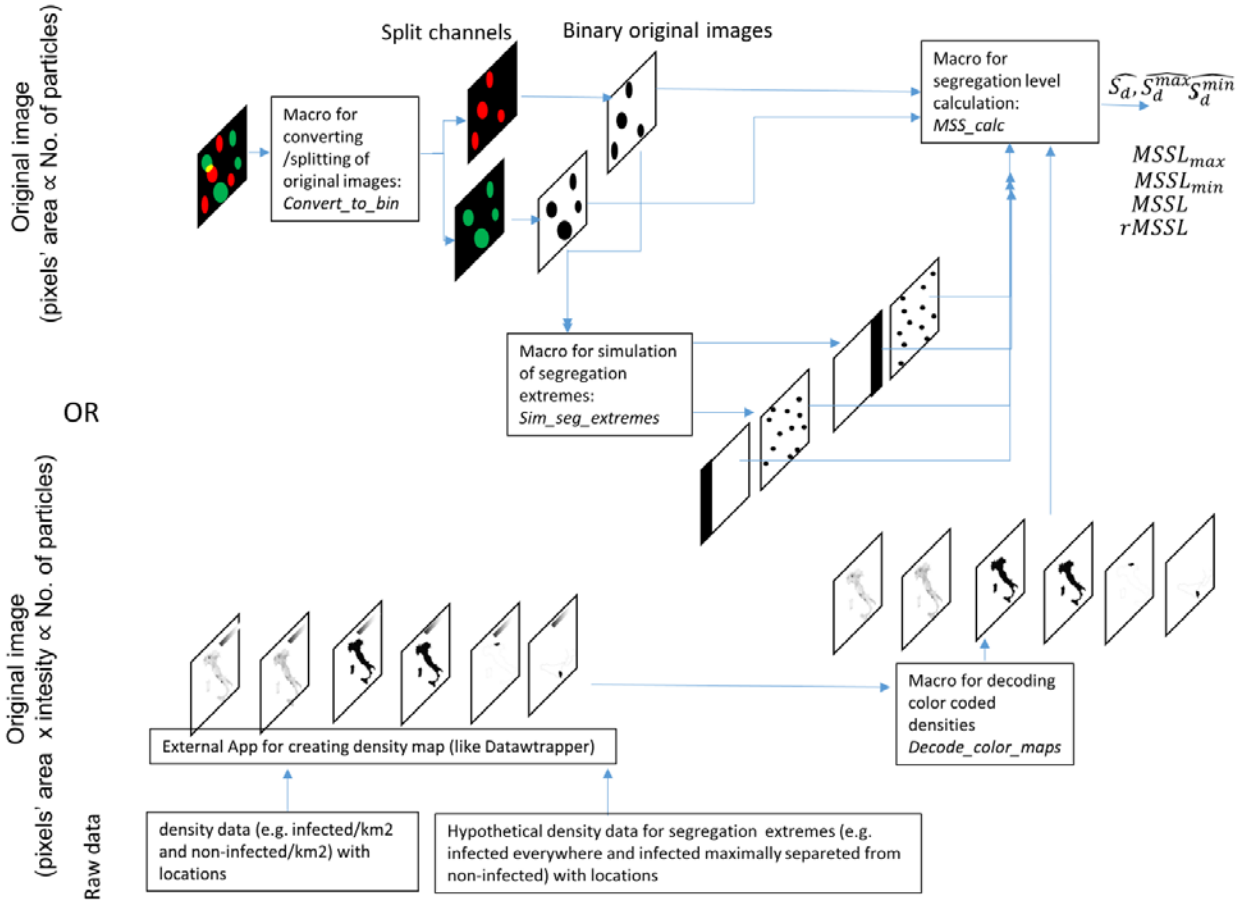 Split channels
Binary original images
Original image
(pixels' area ∝ No. of particles)
Macro for
converting
/splitting of
original images:
Convert_to_bin
Macro for
segregation level
calculation:
MSS_calc
S_d, S_d^max S_d^min
MSSL_max
MSSL_min
MSSL
rMSSL
Macro for simulation
of segregation
extremes:
Sim_seg_extremes
OR
Original image
(pixels' area x intesity ∝ No. of particles)
Macro for decoding
color coded
densities
Decode_color_maps
External App for creating density map (like Datawtrapper)
Raw data
density data (e.g. infected/km2
and non-infected/km2) with
locations
Hypothetical density data for segregation extremes (e.g.
infected everywhere and infected maximally separeted from
non-infected) with locations